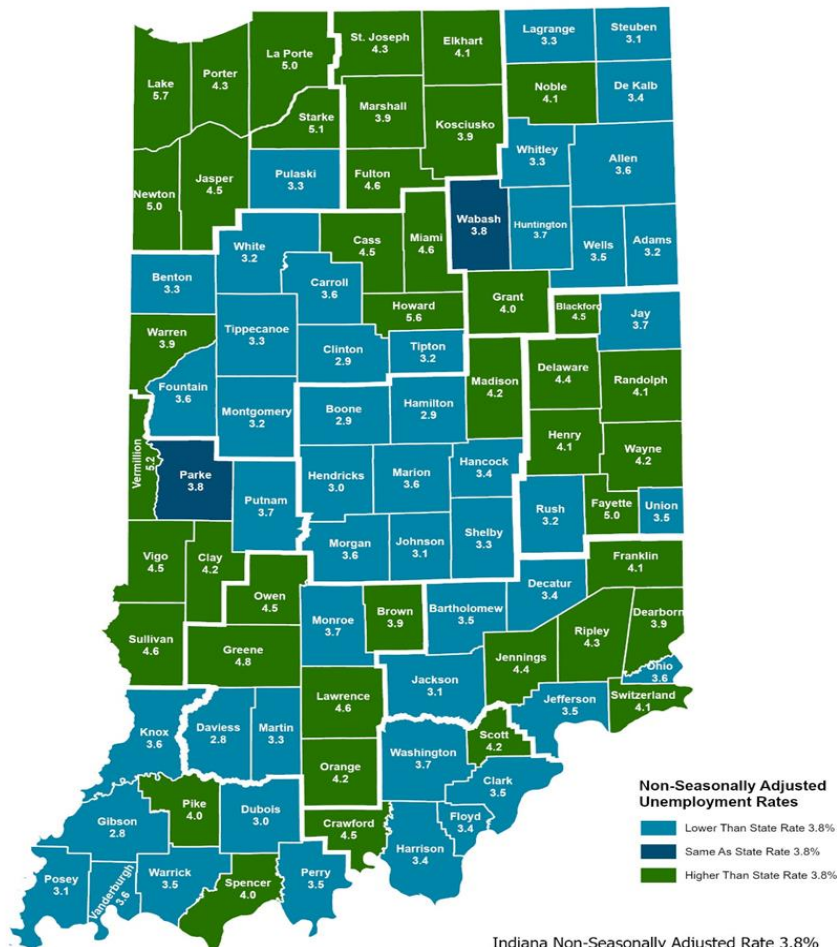 Lagrange
3.3
Steuben
3.1
St. Joseph
4.3
Elkhart
4.1
La Porte
5.0
Porter
4.3
Lake
5.7
Noble
4.1
De Kalb
3.4
Marshall
3.9
Starke
5.1
Kosciusko
3.9
Whitley
3.3
Allen
3.6
Pulaski
3.3
Fulton
4.6
Jasper
4.5
Newton
5.0
Wabash
3.8
Huntington
3.7
Wells
3.5
Adams
3.2
White
3.2
Cass
4.5
Miami
4.6
Benton
3.3
Carroll
3.6
Grant
4.0
Howard
5.6
Blackford
4.5
Jay
3.7
Warren
3.9
Tippecanoe
3.3
Clinton
2.9
Tipton
3.2
Madison
4.2
Delaware
4.4
Randolph
4.1
Fountain
3.6
Montgomery
3.2
Boone
2.9
Hamilton
2.9
Henry
4.1
Wayne
4.2
Vermillion
5.2
Parke
3.8
Putnam
3.7
Hendricks
3.0
Marion
3.6
Hancock
3.4
Rush
3.2
Fayette
5.0
Union
3.5
Morgan
3.6
Johnson
3.1
Shelby
3.3
Vigo
4.5
Clay
4.2
Owen
4.5
Franklin
4.1
Decatur
3.4
Monroe
3.7
Brown
3.9
Bartholomew
3.5
Dearborn
3.9
Ripley
4.3
Sullivan
4.6
Greene
4.8
Jennings
4.4
Ohio
3.6
Jackson
3.1
Switzerland
4.1
Jefferson
3.5
Lawrence
4.6
Knox
3.6
Daviess
2.8
Martin
3.3
Scott
4.2
Washington
3.7
Orange
4.2
Clark
3.5
Pike
4.0
Dubois
3.0
Gibson
2.8
Crawford
4.5
Floyd
3.4
Harrison
3.4
Posey
3.1
Vanderburgh
3.6
Warrick
3.5
Spencer
4.0
Perry
3.5
Non-Seasonally Adjusted
Unemployment Rates
Lower Than State Rate 3.8%
Same As State Rate 3.8%
Higher Than State Rate 3.8%
Indiana Non-Seasonally Adjusted Rate 3.8%